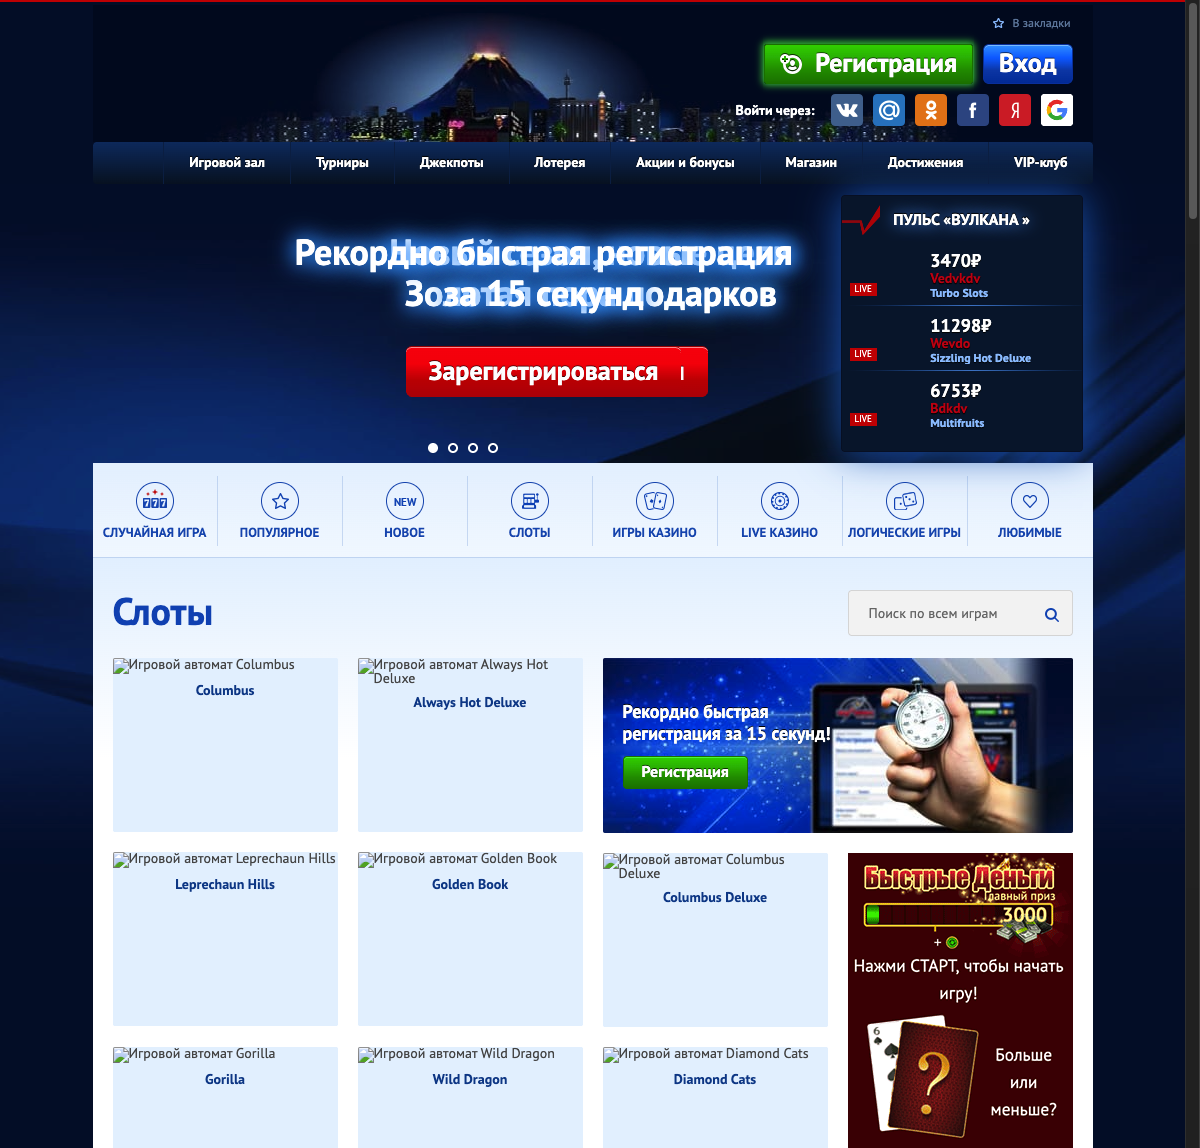 В закладки
Регистрация
Вход
Войти через:
Игровой зал
Турниры
Джекпоты
Лотерея
Акции и бонусы
Магазин
Достижения
VIP-клуб
Рекордно быстрая регистрация
за 15 секунд
Зарегистрироваться
ПУЛЬС «ВУЛКАНА »
3470₽
Vedvkdv
LIVE
Turbo Slots
11298₽
Wevdo
LIVE
Sizzling Hot Deluxe
6753₽
Bdkdv
LIVE
Multifruits
777
NEW
СЛУЧАЙНАЯ ИГРА
ПОПУЛЯРНОЕ
НОВОЕ
СЛОТЫ
ИГРЫ КАЗИНО
LIVE КАЗИНО
ЛОГИЧЕСКИЕ ИГРЫ
ЛЮБИМЫЕ
Слоты
Поиск по всем играм
Игровой автомат Columbus
Columbus
Игровой автомат Always Hot
Deluxe
Always Hot Deluxe
Рекордно быстрая
регистрация за 15 секунд!
Регистрация
Игровой автомат Leprechaun Hills
Leprechaun Hills
Игровой автомат Golden Book
Golden Book
Игровой автомат Columbus
Deluxe
Columbus Deluxe
Быстрые Деньги
Главный приз
3000
+
Нажми СТАРТ, чтобы начать
игру!
6
?
Больше
или
меньше?
Игровой автомат Gorilla
Gorilla
Игровой автомат Wild Dragon
Wild Dragon
Игровой автомат Diamond Cats
Diamond Cats